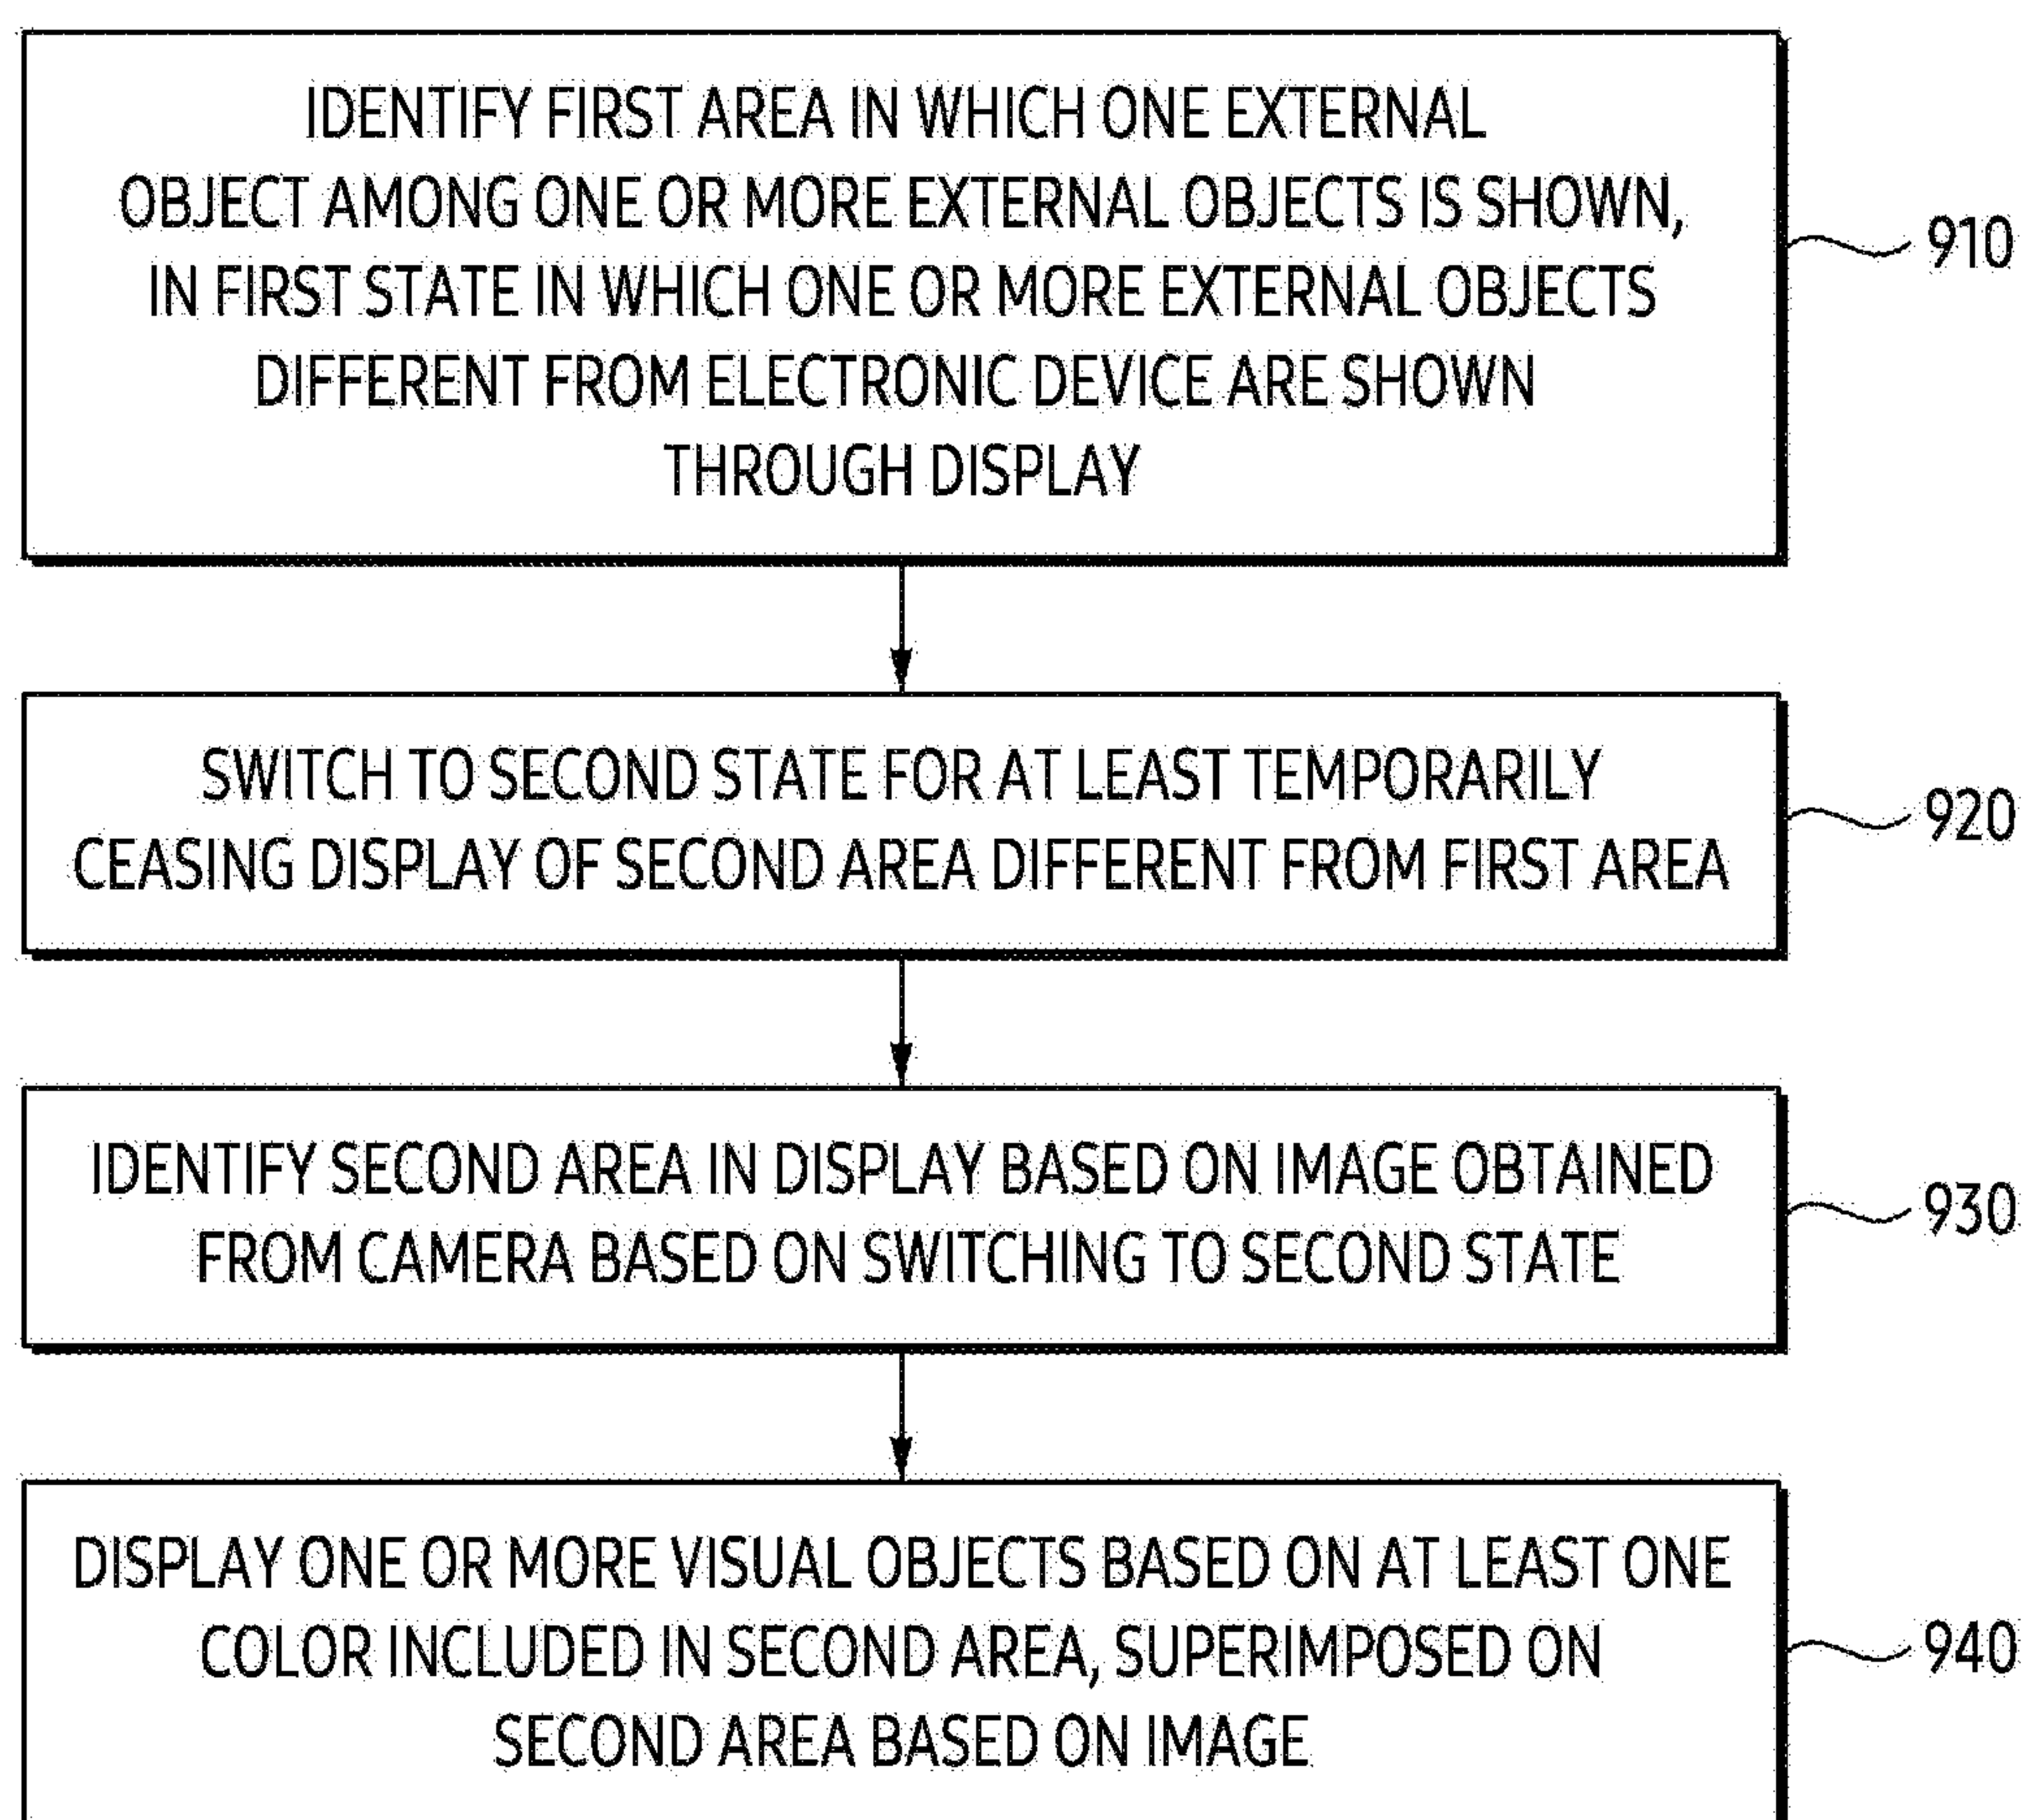 IDENTIFY FIRST AREA IN WHICH ONE EXTERNAL
OBJECT AMONG ONE OR MORE EXTERNAL OBJECTS IS SHOWN,
IN FIRST STATE IN WHICH ONE OR MORE EXTERNAL OBJECTS
DIFFERENT FROM ELECTRONIC DEVICE ARE SHOWN
THROUGH DISPLAY
910
SWITCH TO SECOND STATE FOR AT LEAST TEMPORARILY
CEASING DISPLAY OF SECOND AREA DIFFERENT FROM FIRST AREA
920
IDENTIFY SECOND AREA IN DISPLAY BASED ON IMAGE OBTAINED
FROM CAMERA BASED ON SWITCHING TO SECOND STATE
930
DISPLAY ONE OR MORE VISUAL OBJECTS BASED ON AT LEAST ONE
COLOR INCLUDED IN SECOND AREA, SUPERIMPOSED ON
SECOND AREA BASED ON IMAGE
940